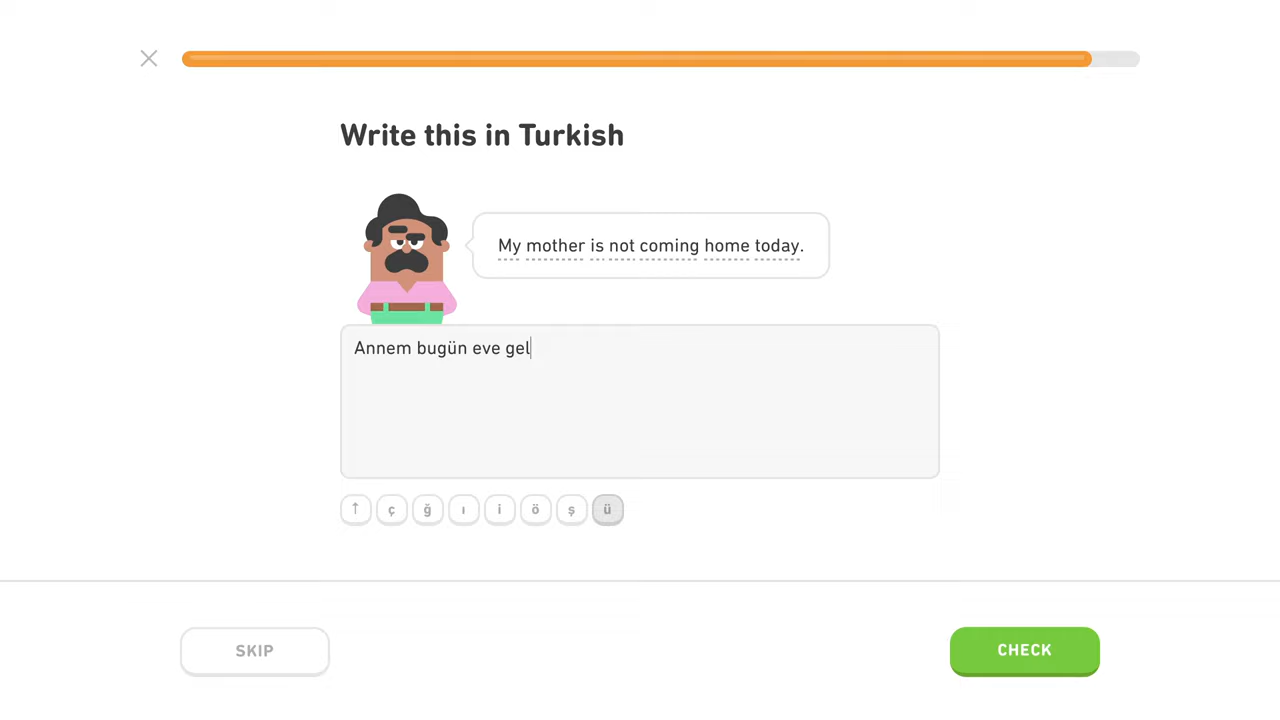 Write this in Turkish
My mother is not coming home today.
Annem bugün eve gel
↑ ç ğ ı i ö ş ü
SKIP
CHECK